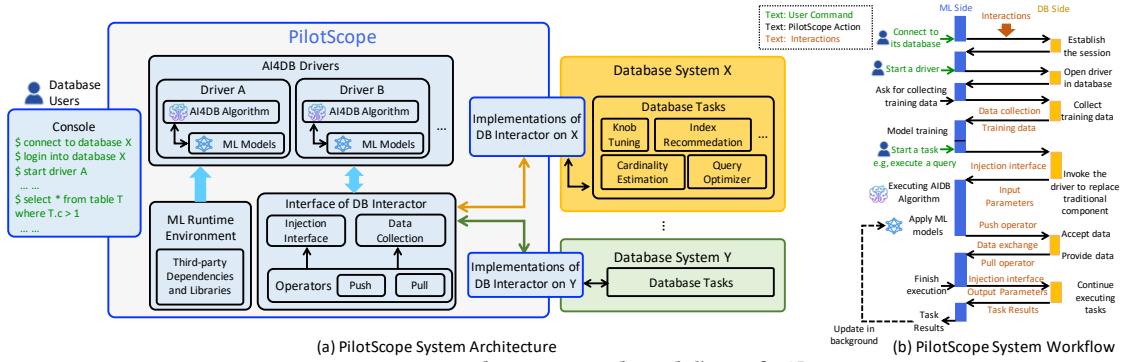 PilotScope
AI4DB Drivers
Driver A
AI4DB Algorithm
ML Models
Driver B
AI4DB Algorithm
ML Models
...
Database
Users
Console
$ connect to database X
$ login into database X
$ start driver A
... ...
$ select * from table T
where T.c > 1
... ...
ML Runtime
Environment
Third-party
Dependencies
and Libraries
Interface of DB Interactor
Injection
Interface
Data
Collection
Operators
Push
Pull
Implementations of
DB Interactor on X
Implementations of
DB Interactor on Y
Database System X
Database Tasks
Knob
Tuning
Index
Recommedation
...
Cardinality
Estimation
Query
Optimizer
...
Database System Y
Database Tasks
(a) PilotScope System Architecture
Text: User Command
Text: PilotScope Action
Text: Interactions
ML Side
DB Side
Interactions
Connect to
its database
Establish
the session
Start a driver
Open driver
in database
Ask for collecting
training data
Data collection
Collect
training data
Training data
Model training
Start a task
e.g, execute a query
Injection interface
Invoke the
driver to replace
traditional
component
Executing AIDB
Algorithm
Input
Parameters
Apply ML
models
Push operator
Accept data
Data exchange
Provide data
Pull operator
Finish
execution
Injection interface
Output Parameters
Continue
executing
tasks
Task Results
Task
Results
Update in
background
(b) PilotScope System Workflow